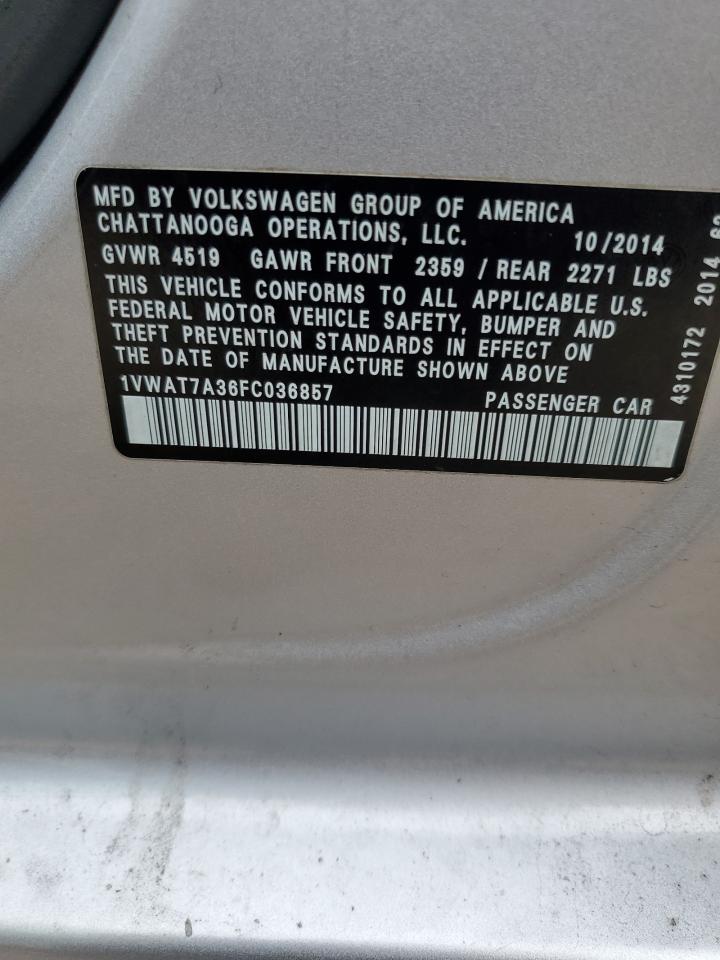 MFD BY VOLKSWAGEN GROUP OF AMERICA
CHATTANOOGA OPERATIONS, LLC. 10/2014
GVWR 4519 GAWR FRONT 2359 / REAR 2271 LBS
THIS VEHICLE CONFORMS TO ALL APPLICABLE U.S.
FEDERAL MOTOR VEHICLE SAFETY, BUMPER AND
THEFT PREVENTION STANDARDS IN EFFECT ON
THE DATE OF MANUFACTURE SHOWN ABOVE
1VWAT7A36FC036857 PASSENGER CAR
4310172 2014